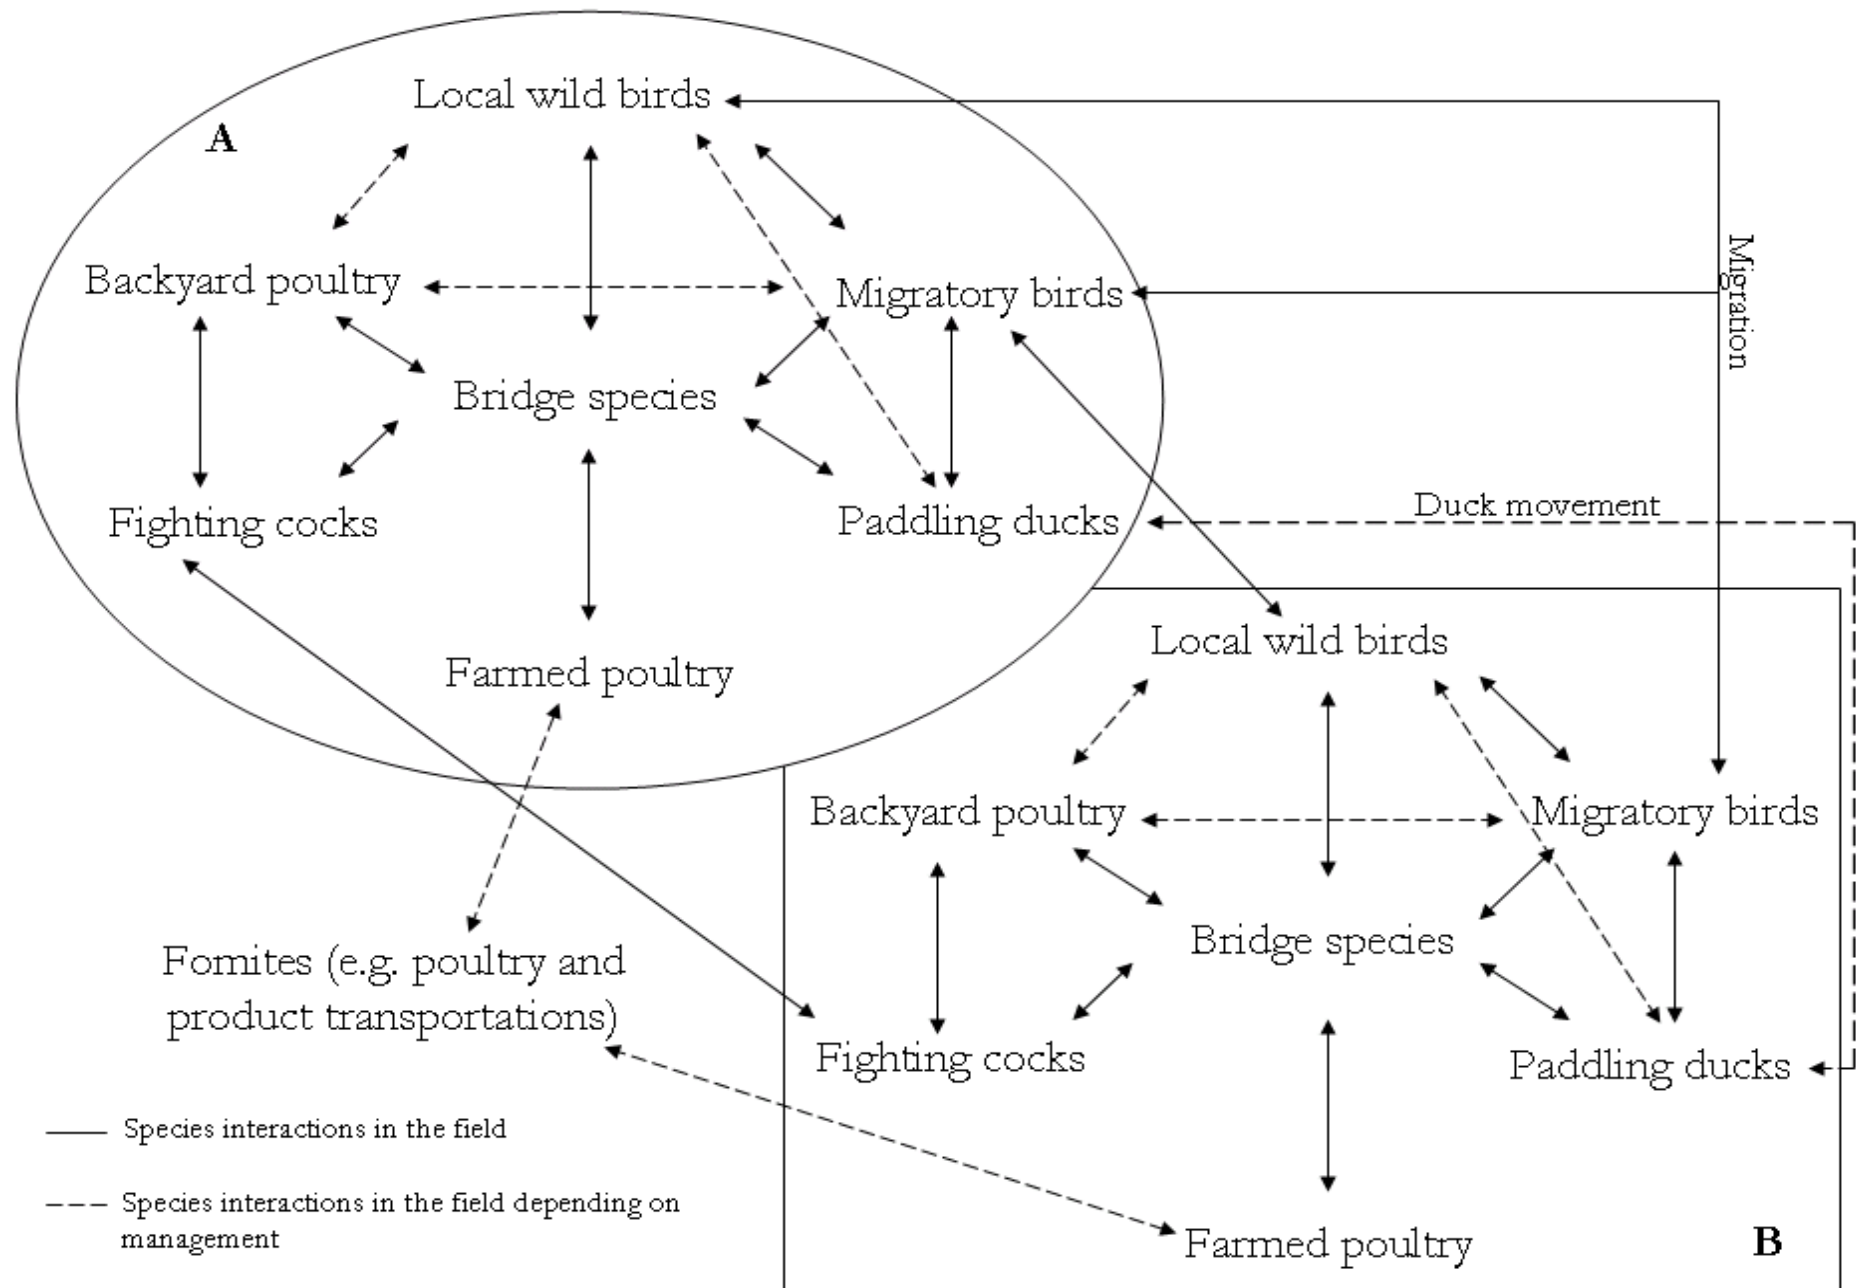 Local wild birds
A
Backyard poultry
Migratory birds
Migration
Bridge species
Fighting cocks
Paddling ducks
Duck movement
Farmed poultry
Local wild birds
Backyard poultry
Migratory birds
Bridge species
Fomites (e.g. poultry and
product transportations)
Fighting cocks
Paddling ducks
Farmed poultry
B
Species interactions in the field
Species interactions in the field depending on
management